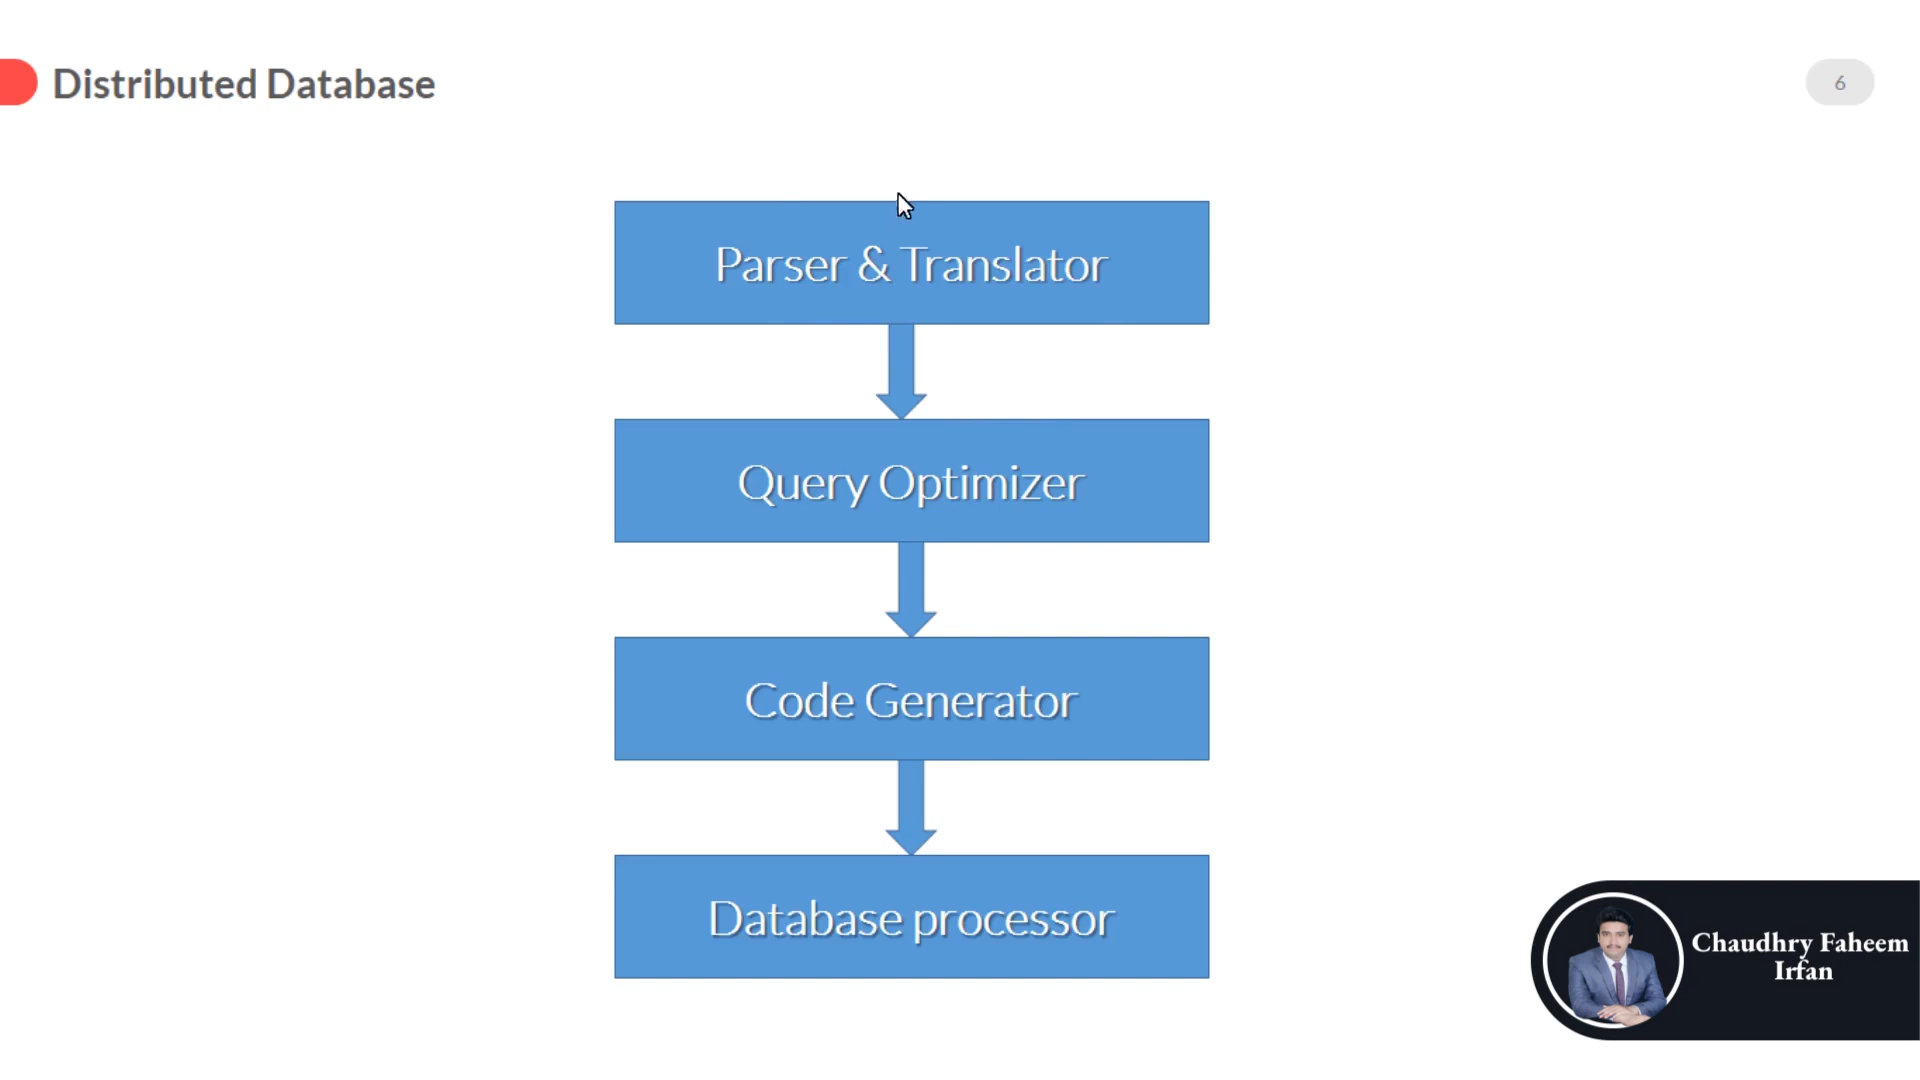 Distributed Database
6
Parser & Translator
Query Optimizer
Code Generator
Database processor
Chaudhry Faheem
Irfan